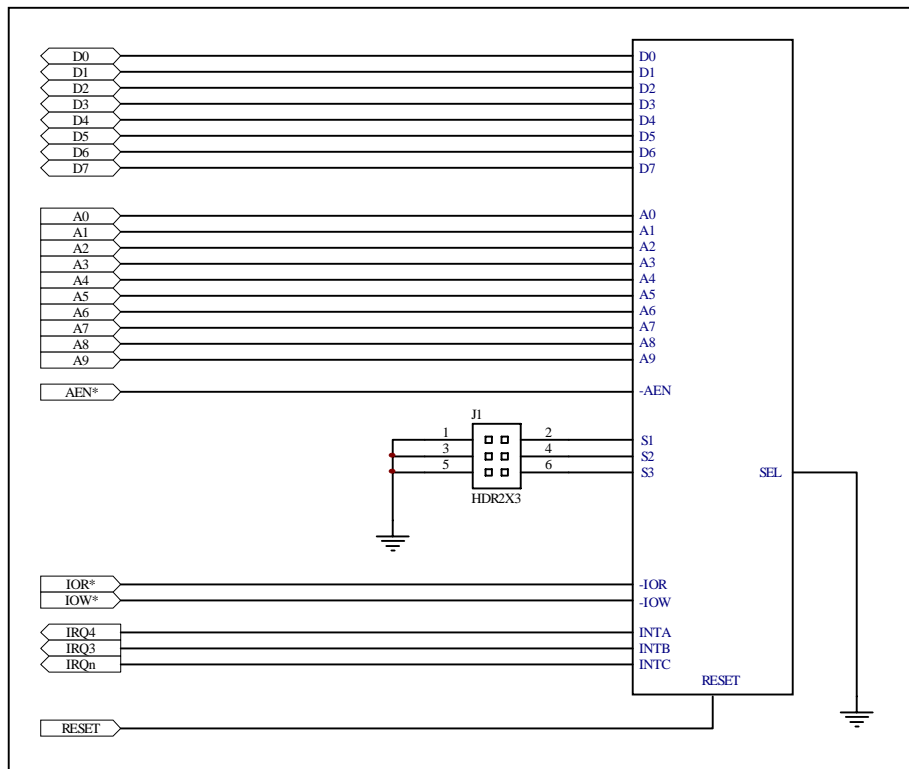 D0 D0
D1 D1
D2 D2
D3 D3
D4 D4
D5 D5
D6 D6
D7 D7
A0 A0
A1 A1
A2 A2
A3 A3
A4 A4
A5 A5
A6 A6
A7 A7
A8 A8
A9 A9
AEN* -AEN
J1
1 2 S1
3 4 S2
5 6 S3 SEL
HDR2X3
IOR* -IOR
IOW* -IOW
IRQ4 INTA
IRQ3 INTB
IRQn INTC
RESET
RESET